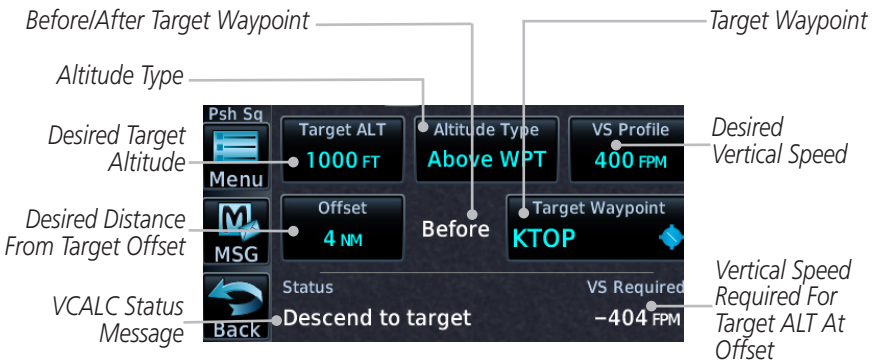 Before/After Target Waypoint
Target Waypoint
Altitude Type
Desired Target
Altitude
Desired
Vertical Speed
Psh Sq
Target ALT
Altitude Type
VS Profile
1000 FT
Above WPT
400 FPM
Menu
Desired Distance
From Target Offset
MSG
Offset
4 NM
Before
Target Waypoint
KTOP
VCALC Status
Message
Back
Status
Descend to target
VS Required
−404 FPM
Vertical Speed
Required For
Target ALT At
Offset